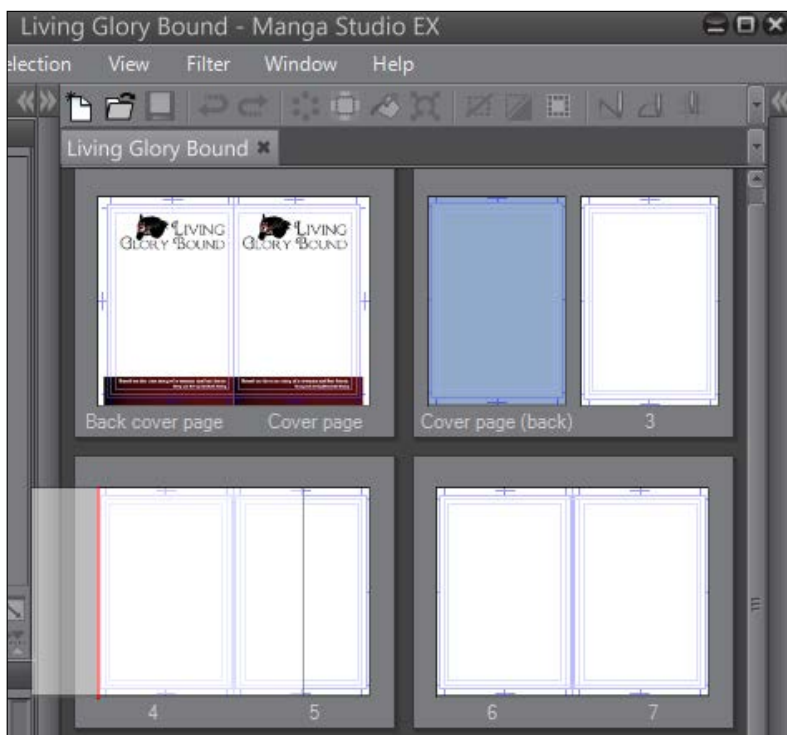 Living Glory Bound - Manga Studio EX
election View Filter Window Help
Living Glory Bound
LIVING
GLORY BOUND
LIVING
GLORY BOUND
Back cover page Cover page
Cover page (back) 3
4 5
6 7